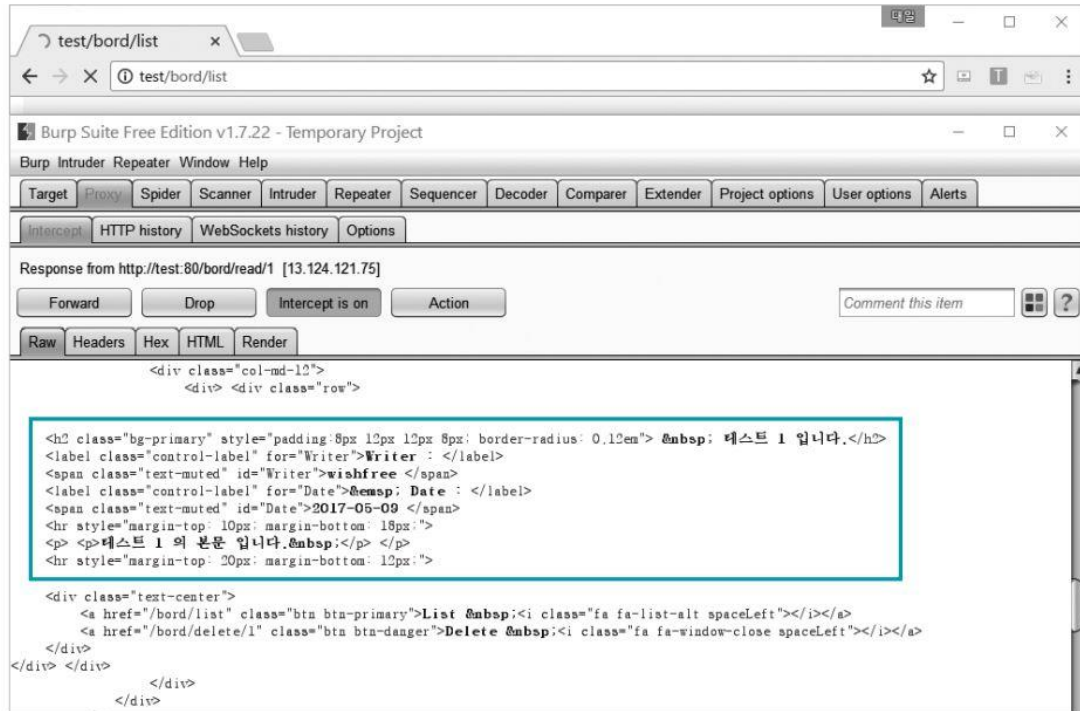 대일
test/bord/list
test/bord/list
Burp Suite Free Edition v1.7.22 - Temporary Project
Burp Intruder Repeater Window Help
Target Proxy Spider Scanner Intruder Repeater Sequencer Decoder Comparer Extender Project options User options Alerts
Intercept HTTP history WebSockets history Options
Response from http://test:80/bord/read/1 [13.124.121.75]
Forward Drop Intercept is on Action Comment this item ?
Raw Headers Hex HTML Render
<div class="col-md-12">
<div> <div class="row">
<h2 class="bg-primary" style="padding:8px 12px 12px 8px; border-radius: 0.12em"> &nbsp; 테스트 1 입니다.</h2>
<label class="control-label" for="Writer">Writer : </label>
<span class="text-muted" id="Writer">wishfree </span>
<label class="control-label" for="Date">&emsp; Date : </label>
<span class="text-muted" id="Date">2017-05-09 </span>
<hr style="margin-top: 10px; margin-bottom: 18px;">
<p> <p>테스트 1 의 본문 입니다.&nbsp;</p> </p>
<hr style="margin-top: 20px; margin-bottom: 12px;">
<div class="text-center">
<a href="/bord/list" class="btn btn-primary">List &nbsp;<i class="fa fa-list-alt spaceLeft"></i></a>
<a href="/bord/delete/1" class="btn btn-danger">Delete &nbsp;<i class="fa fa-window-close spaceLeft"></i></a>
</div>
</div> </div>
</div>
</div>